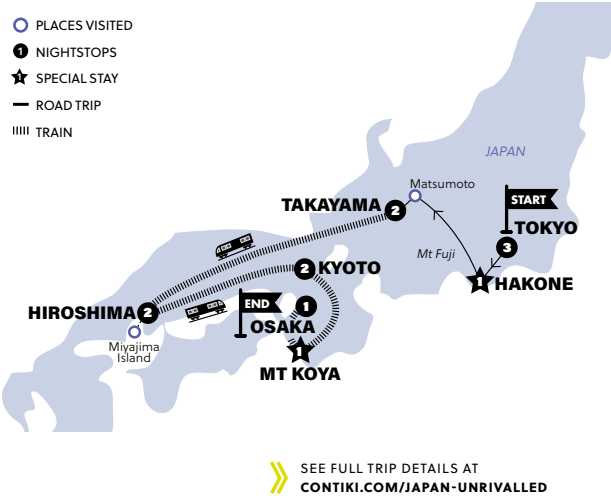 PLACES VISITED
1 NIGHTSTOPS
1 SPECIAL STAY
ROAD TRIP
TRAIN
JAPAN
Matsumoto
TAKAYAMA
2
START
TOKYO
3
Mt Fuji
1
HAKONE
2
KYOTO
HIROSHIMA
2
END
1
OSAKA
Miyajima
Island
1
MT KOYA
SEE FULL TRIP DETAILS AT
CONTIKI.COM/JAPAN-UNRIVALLED